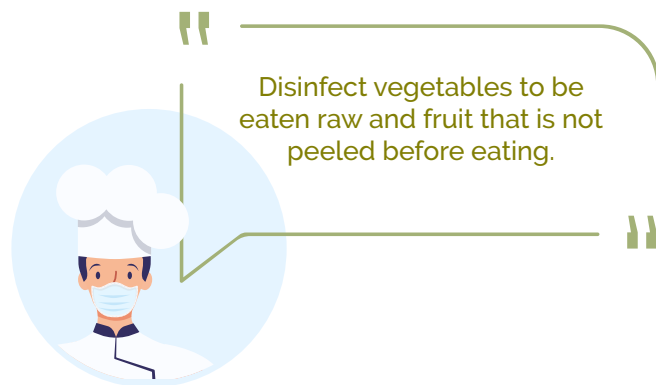 Disinfect vegetables to be
eaten raw and fruit that is not
peeled before eating.